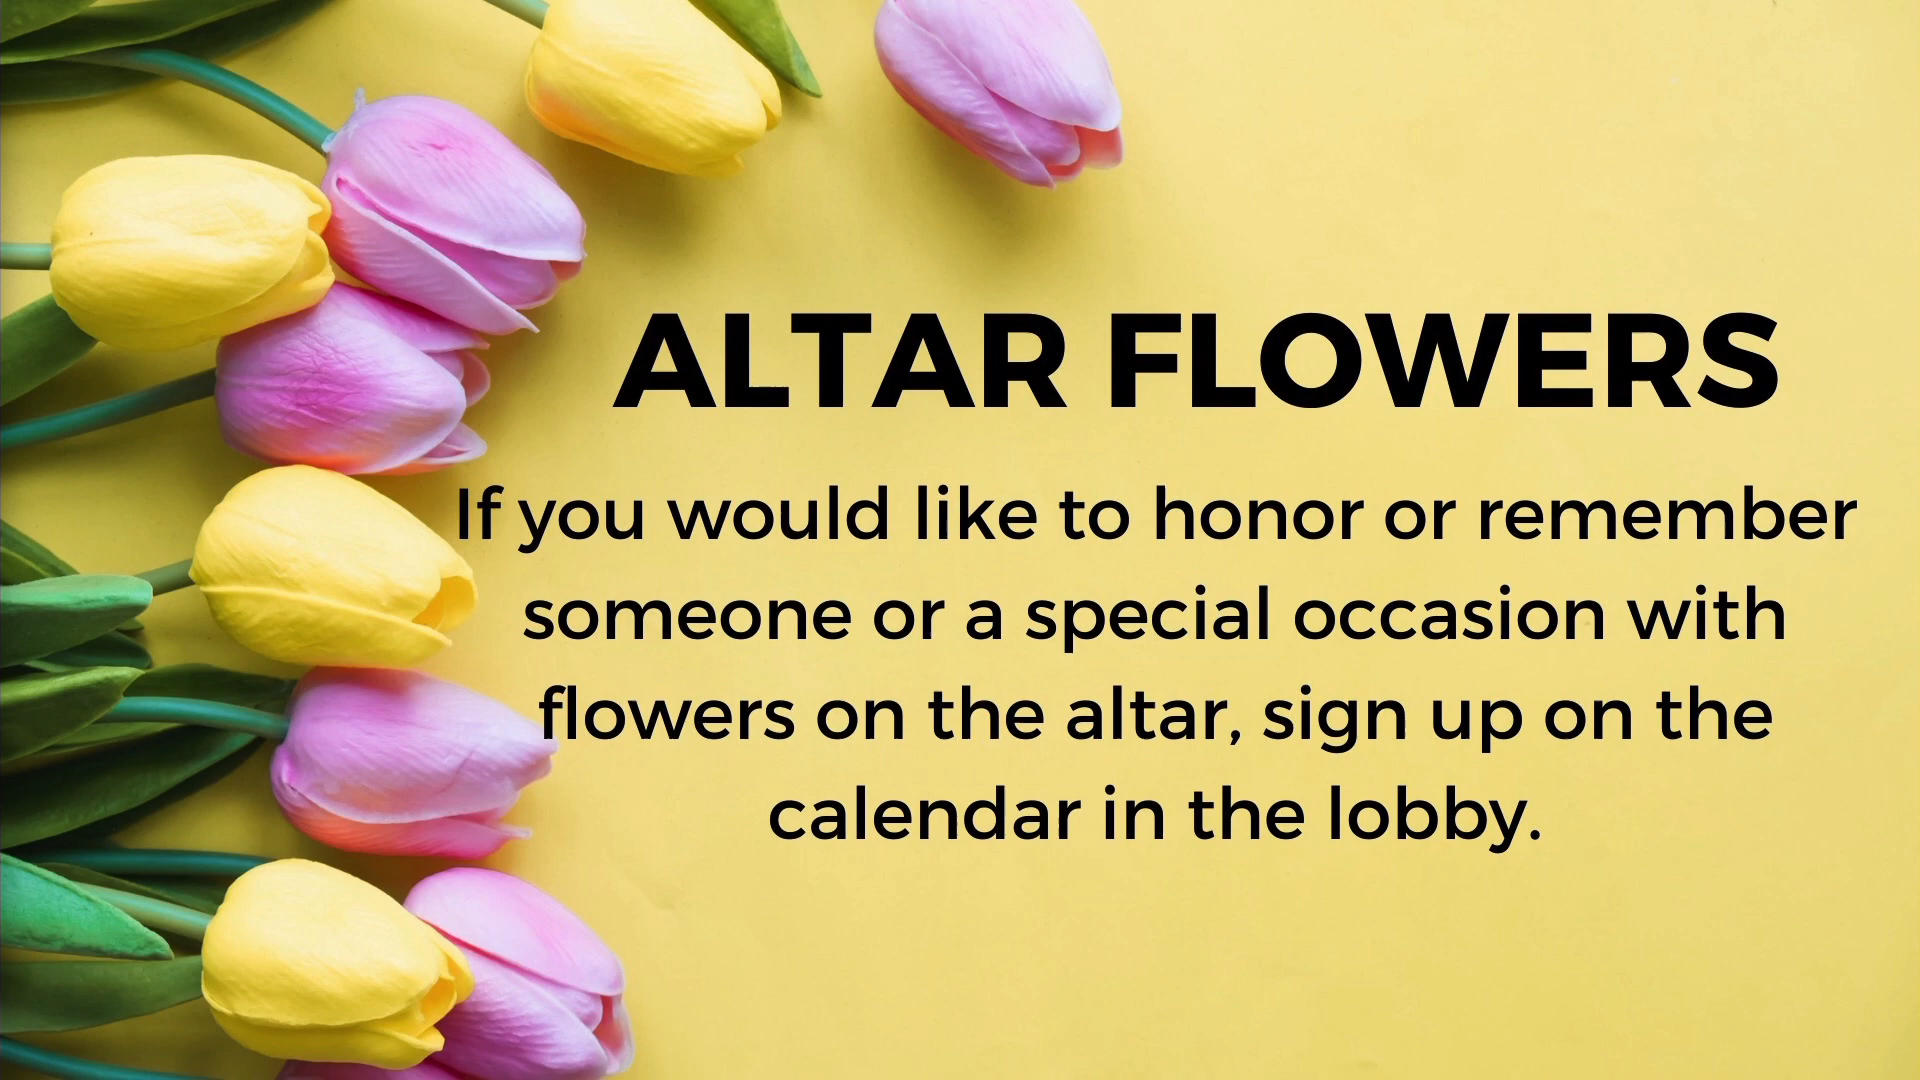 ALTAR FLOWERS
If you would like to honor or remember
someone or a special occasion with
flowers on the altar, sign up on the
calendar in the lobby.